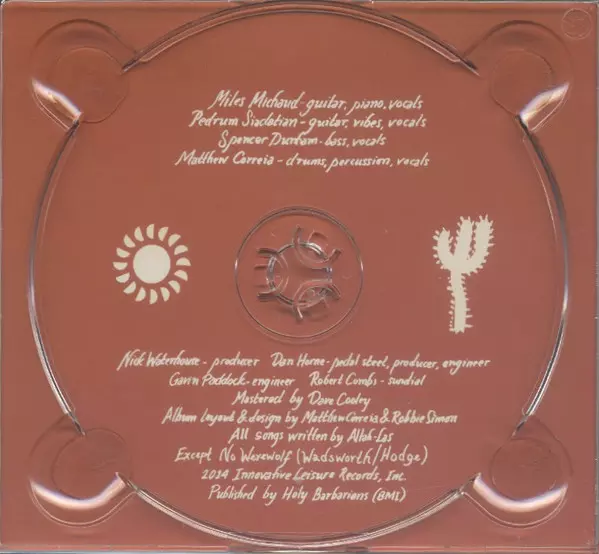 Miles Michaud - guitar, piano, vocals
Pedrum Siadatian - guitar, vibes, vocals
Spencer Dunham - bass, vocals
Matthew Correia - drums, percussion, vocals
Nick Waterhouse - producer Dan Horne - pedal steel, producer, engineer
Gavin Paddock - engineer Robert Cumbs - sundial
Mastered by Dave Cooley
Album layout & design by Matthew Correia & Robbie Simon
All songs written by Allah-Las
Except No Werewolf (Wadsworth/Hodge)
2014 Innovative Leisure Records, Inc.
Published by Holy Barbarians (BMI)